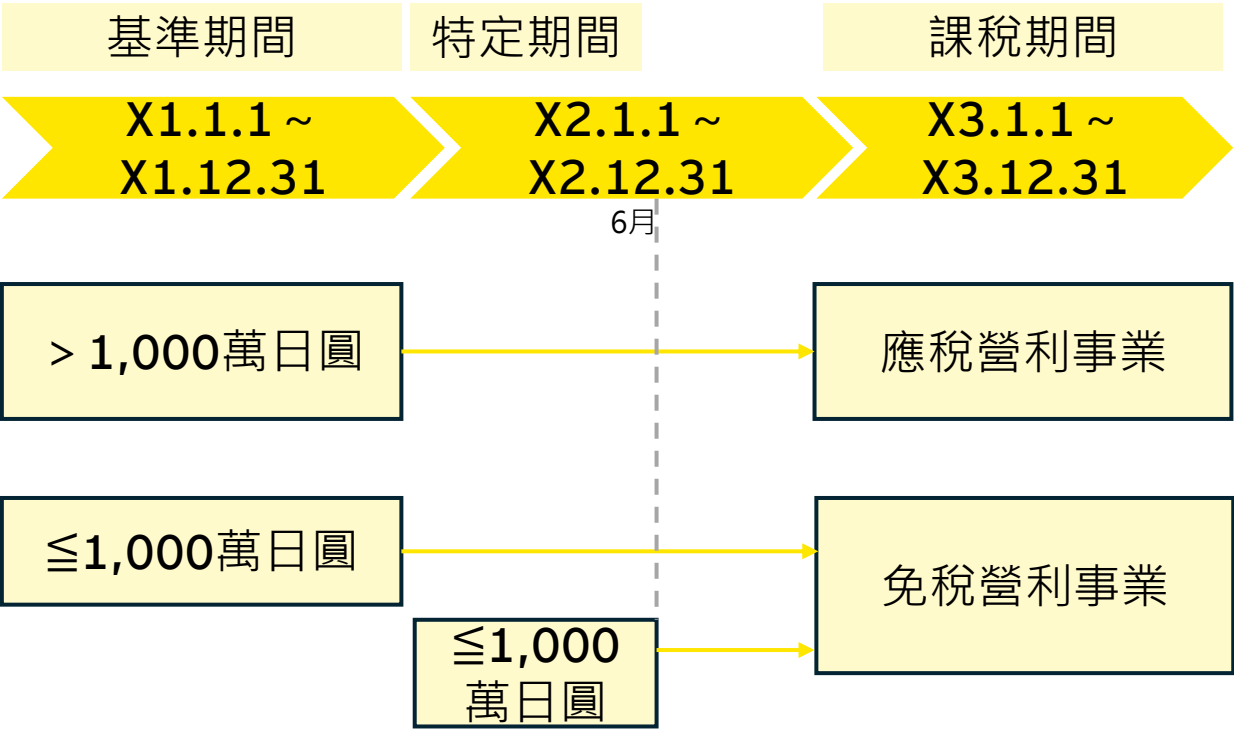 基準期間
特定期間
課稅期間
X1.1.1 ~
X1.12.31
X2.1.1 ~
X2.12.31
X3.1.1 ~
X3.12.31
6月
> 1,000萬日圓
應稅營利事業
≦1,000萬日圓
免稅營利事業
≦1,000
萬日圓